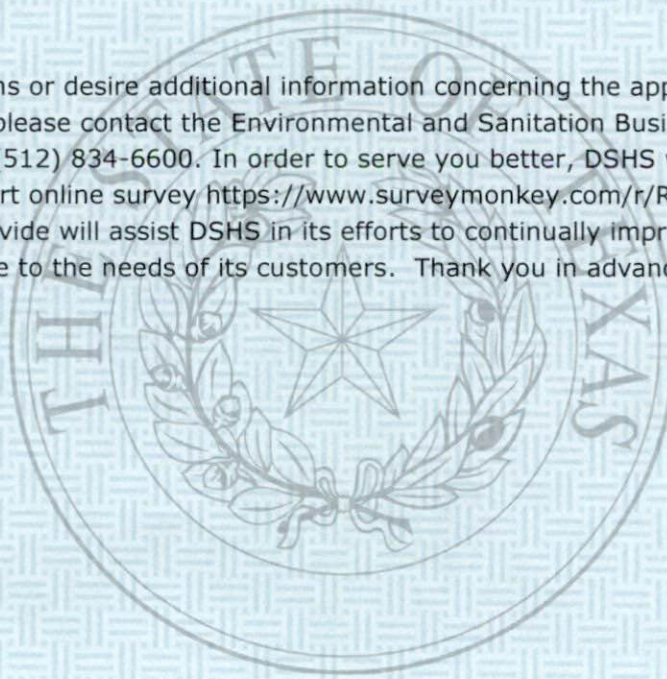 ns or desire additional information concerning the app
please contact the Environmental and Sanitation Busi
(512) 834-6600. In order to serve you better, DSHS
rt online survey https://www.surveymonkey.com/r/R
vide will assist DSHS in its efforts to continually impr
e to the needs of its customers. Thank you in advanc
THE STATE OF TEXAS